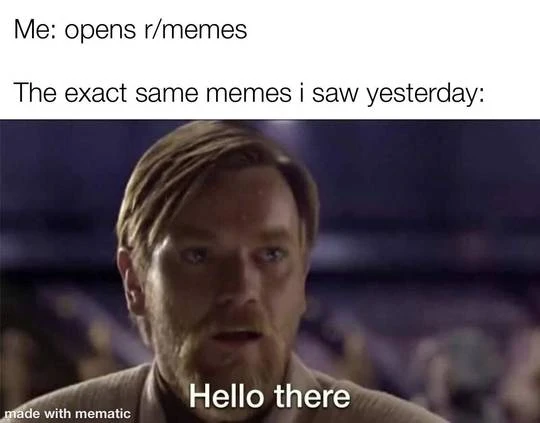 Me: opens r/memes
The exact same memes i saw yesterday:
Hello there
made with mematic